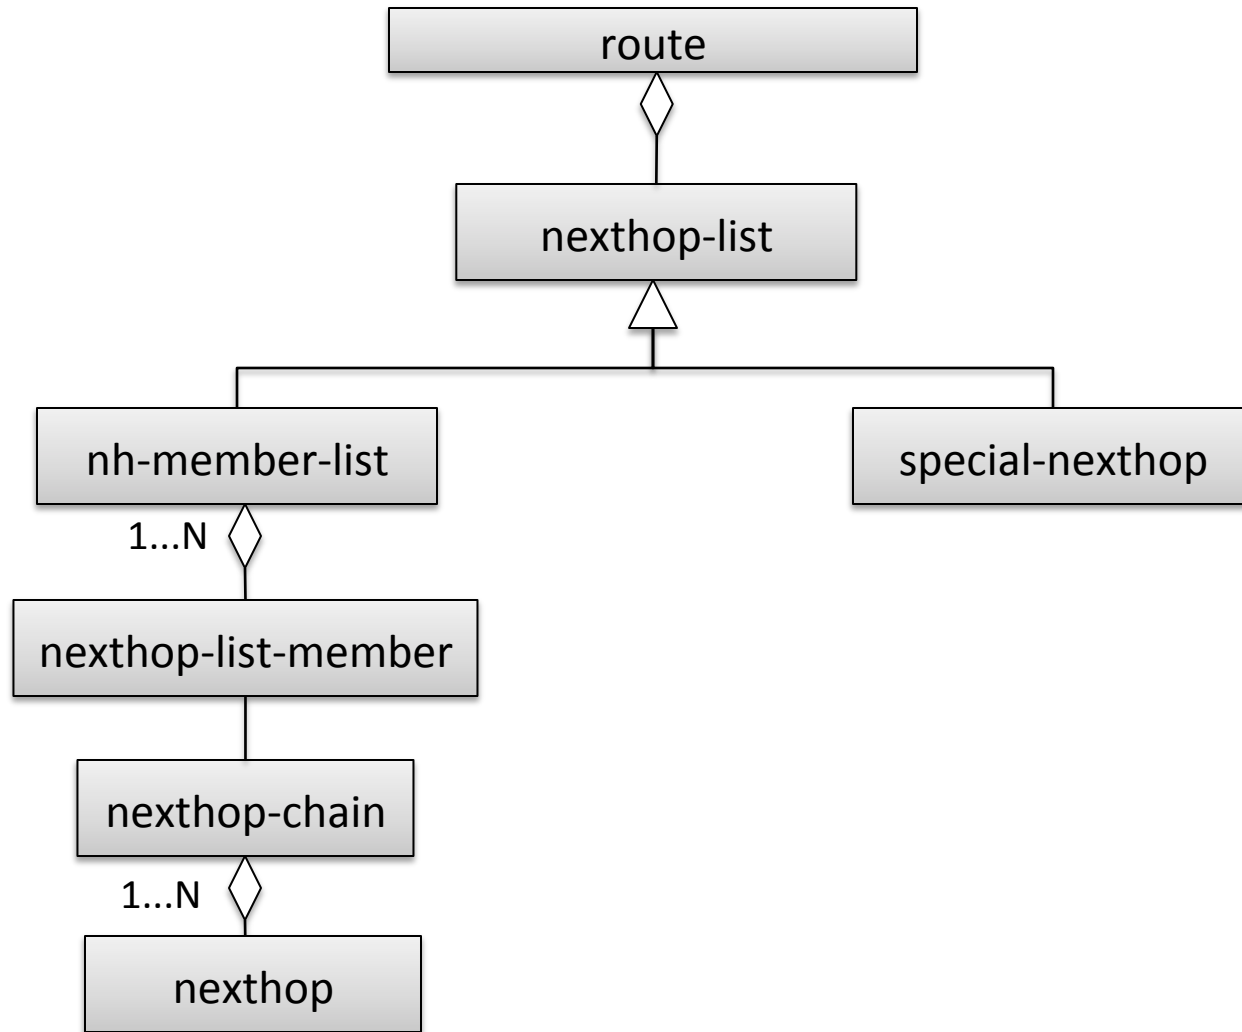 route
nexthop-list
nh-member-list
special-nexthop
1...N
nexthop-list-member
nexthop-chain
1...N
nexthop